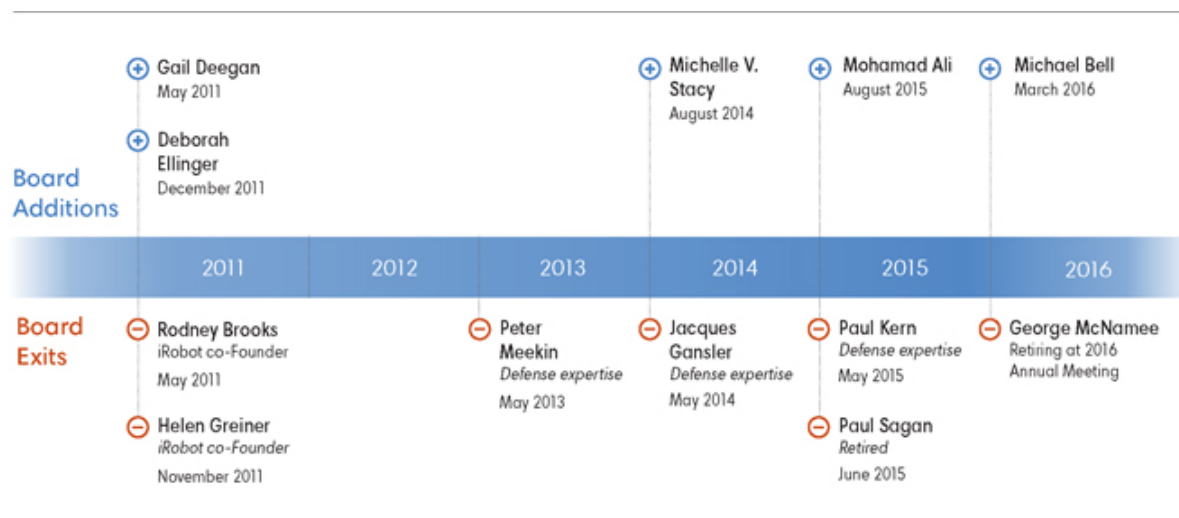 Gail Deegan
May 2011
Deborah
Ellinger
December 2011
Michelle V.
Stacy
August 2014
Mohamad Ali
August 2015
Michael Bell
March 2016
Board
Additions
2011
2012
2013
2014
2015
2016
Board
Exits
Rodney Brooks
iRobot co-Founder
May 2011
Helen Greiner
iRobot co-Founder
November 2011
Peter
Meekin
Defense expertise
May 2013
Jacques
Gansler
Defense expertise
May 2014
Paul Kern
Defense expertise
May 2015
Paul Sagan
Retired
June 2015
George McNamee
Retiring at 2016
Annual Meeting